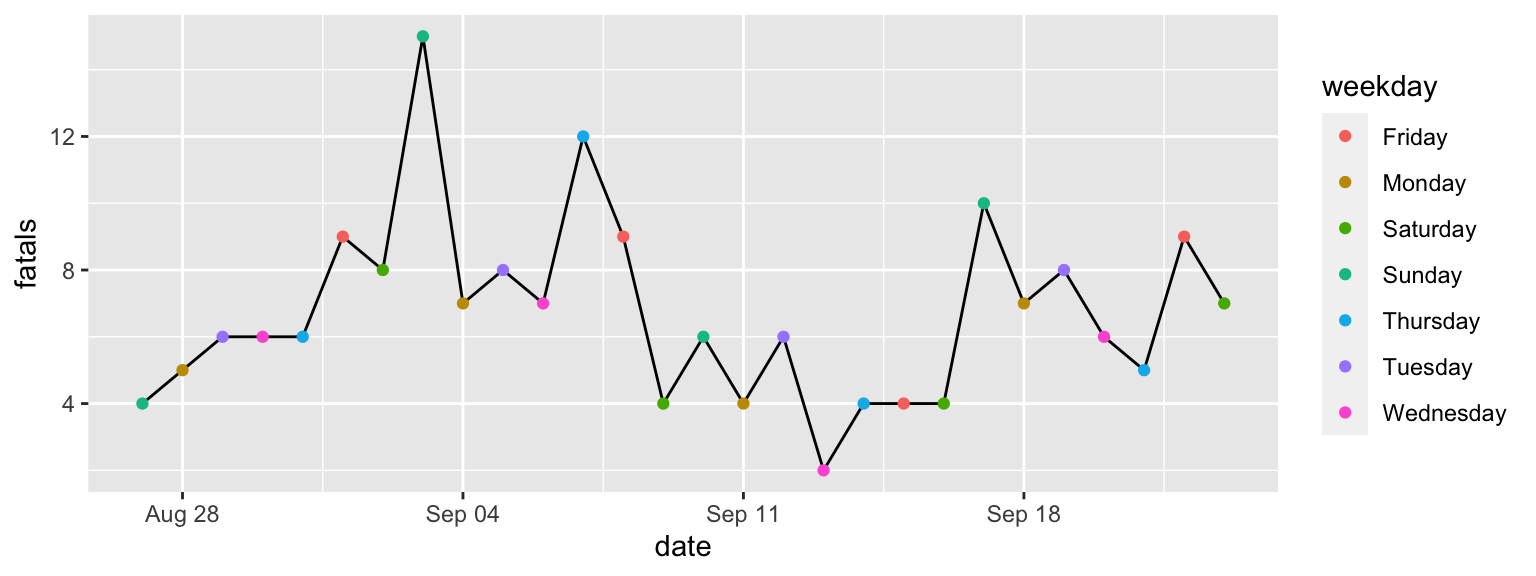 fatals
12
8
4
Aug 28
Sep 04
Sep 11
Sep 18
date
weekday
Friday
Monday
Saturday
Sunday
Thursday
Tuesday
Wednesday